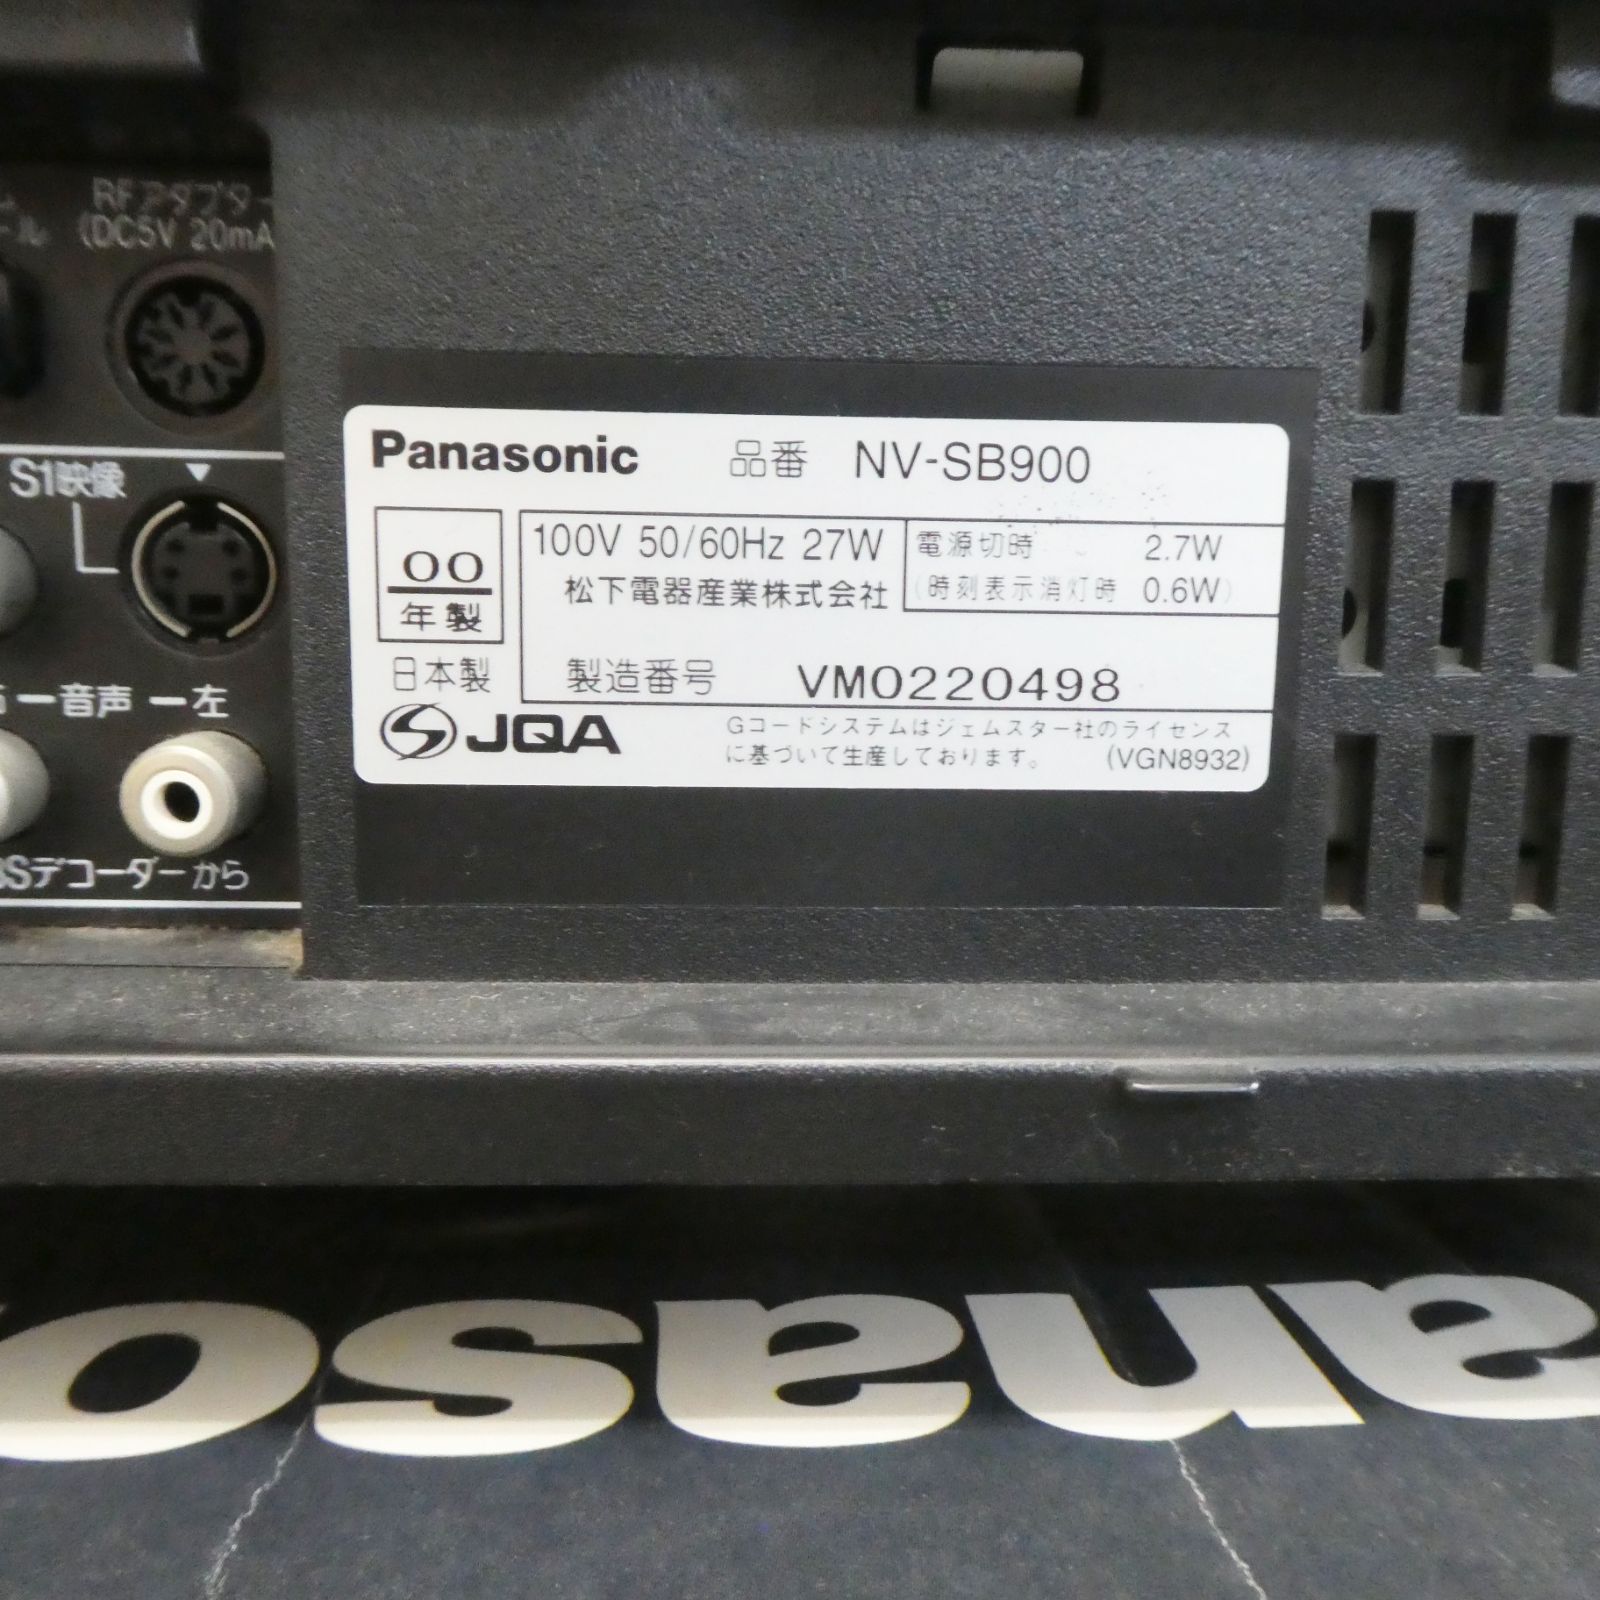 RFアダプター
(DC5V 20mA
S1映像
音声 左
BSデコーダーから
Panasonic 品番 NV-SB900
00
年製
日本製
100V 50/60Hz 27W
松下電器産業株式会社
電源切時 2.7W
(時刻表示消灯時 0.6W)
製造番号 VM0220498
JQA
Gコードシステムはジェムスター社のライセンス
に基づいて生産しております。 (VGN8932)
anaso